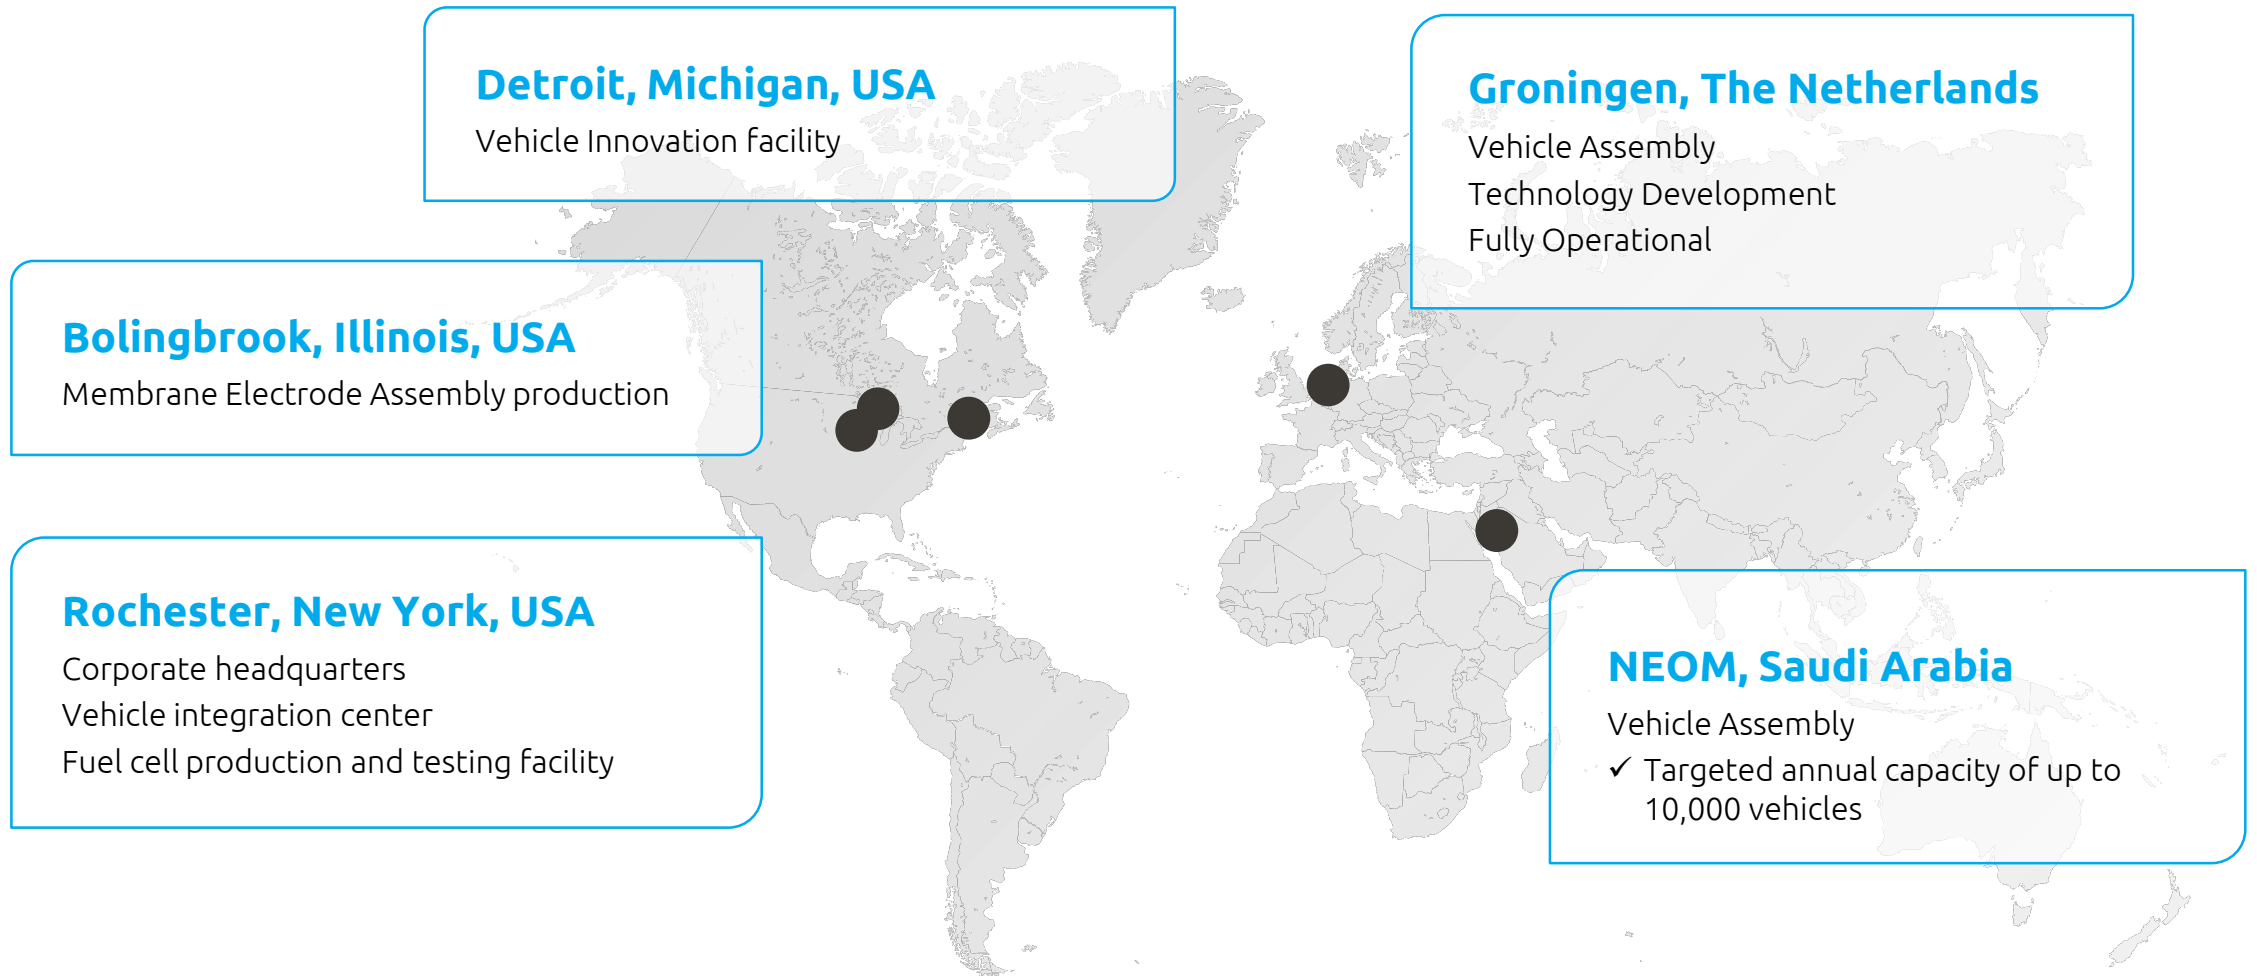 Detroit, Michigan, USA
Vehicle Innovation facility
Groningen, The Netherlands
Vehicle Assembly
Technology Development
Fully Operational
Bolingbrook, Illinois, USA
Membrane Electrode Assembly production
Rochester, New York, USA
Corporate headquarters
Vehicle integration center
Fuel cell production and testing facility
NEOM, Saudi Arabia
Vehicle Assembly
✓ Targeted annual capacity of up to
10,000 vehicles